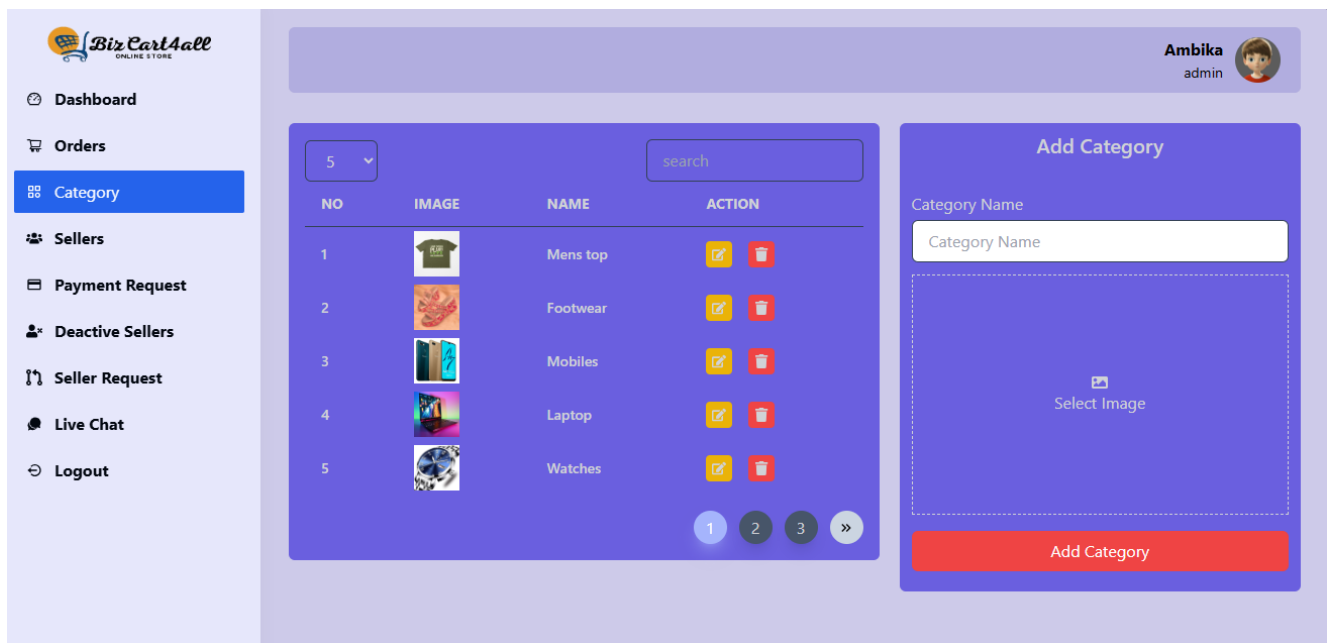 Biz Cart4all
ONLINE STORE
Dashboard
Orders
Category
Sellers
Payment Request
Deactive Sellers
Seller Request
Live Chat
Logout
Ambika
admin
5
search
NO IMAGE NAME ACTION
1 Mens top
2 Footwear
3 Mobiles
4 Laptop
5 Watches
1 2 3 »
Add Category
Category Name
Category Name
Select Image
Add Category